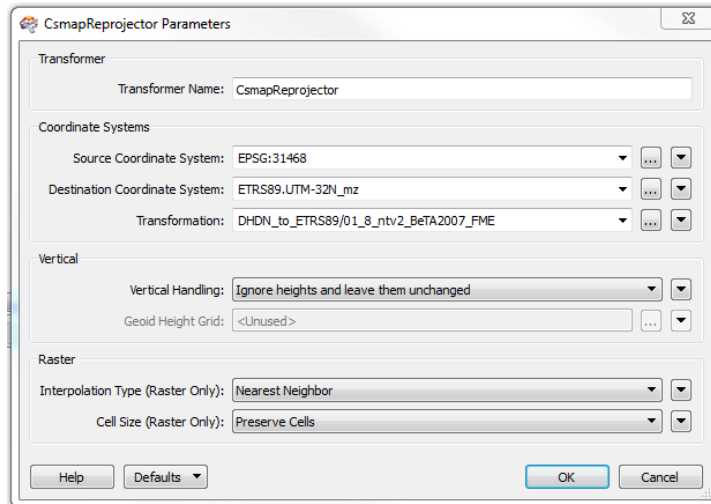 CsmapReprojector Parameters
Transformer
Transformer Name: CsmapReprojector
Coordinate Systems
Source Coordinate System: EPSG:31468 ...
Destination Coordinate System: ETRS89.UTM-32N_mz ...
Transformation: DHDN_to_ETRS89/01_8_ntv2_BeTA2007_FME ...
Vertical
Vertical Handling: Ignore heights and leave them unchanged
Geoid Height Grid: <Unused> ...
Raster
Interpolation Type (Raster Only): Nearest Neighbor
Cell Size (Raster Only): Preserve Cells
Help Defaults OK Cancel